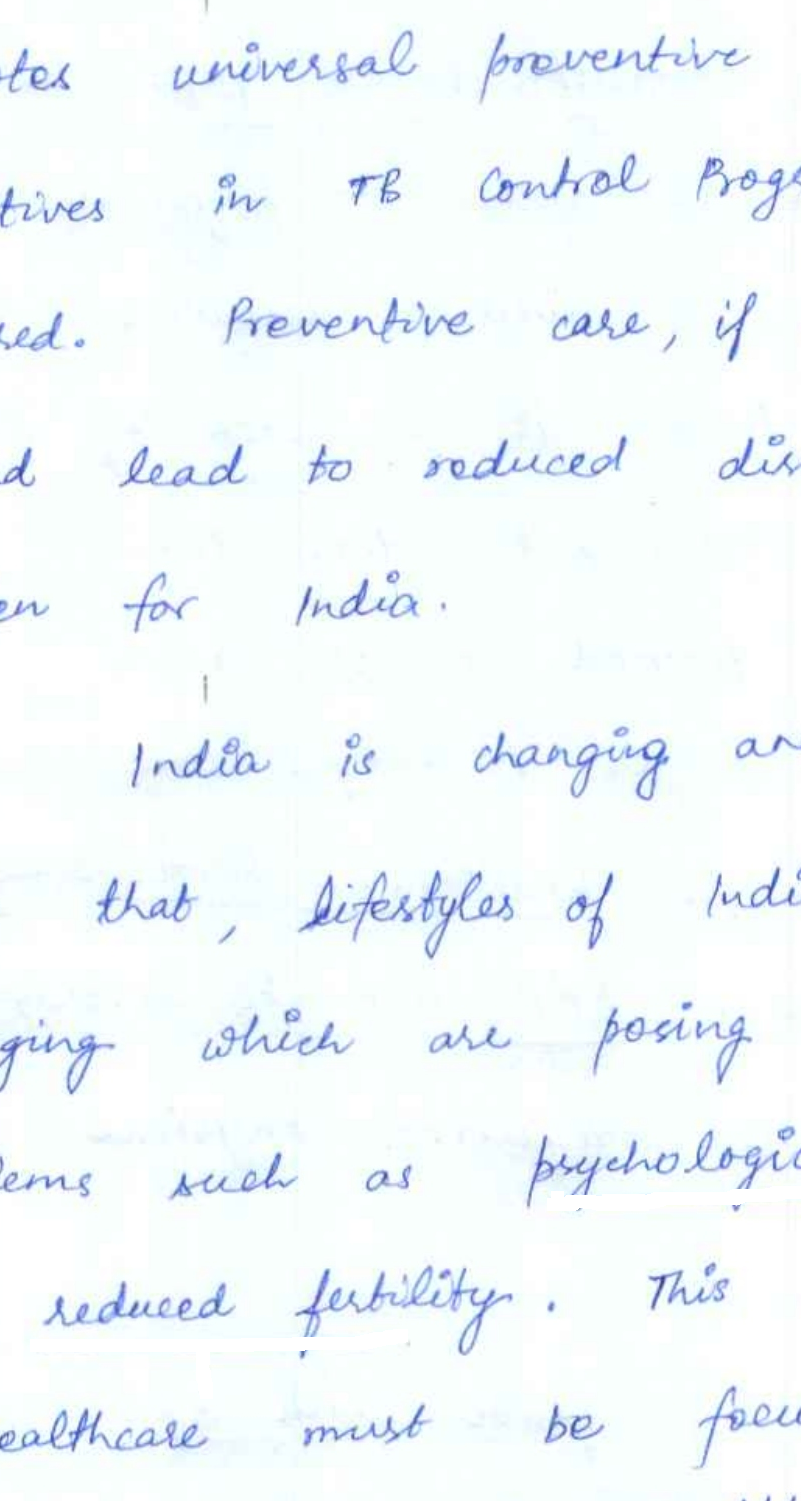 tes universal preventive
tives in TB Control Progr
sed. Preventive care, if
d lead to reduced dis
en for India.
India is changing an
that, lifestyles of Indi
ging which are posing
lems such as psychologic
reduced fertility. This
ealthcare must be focu